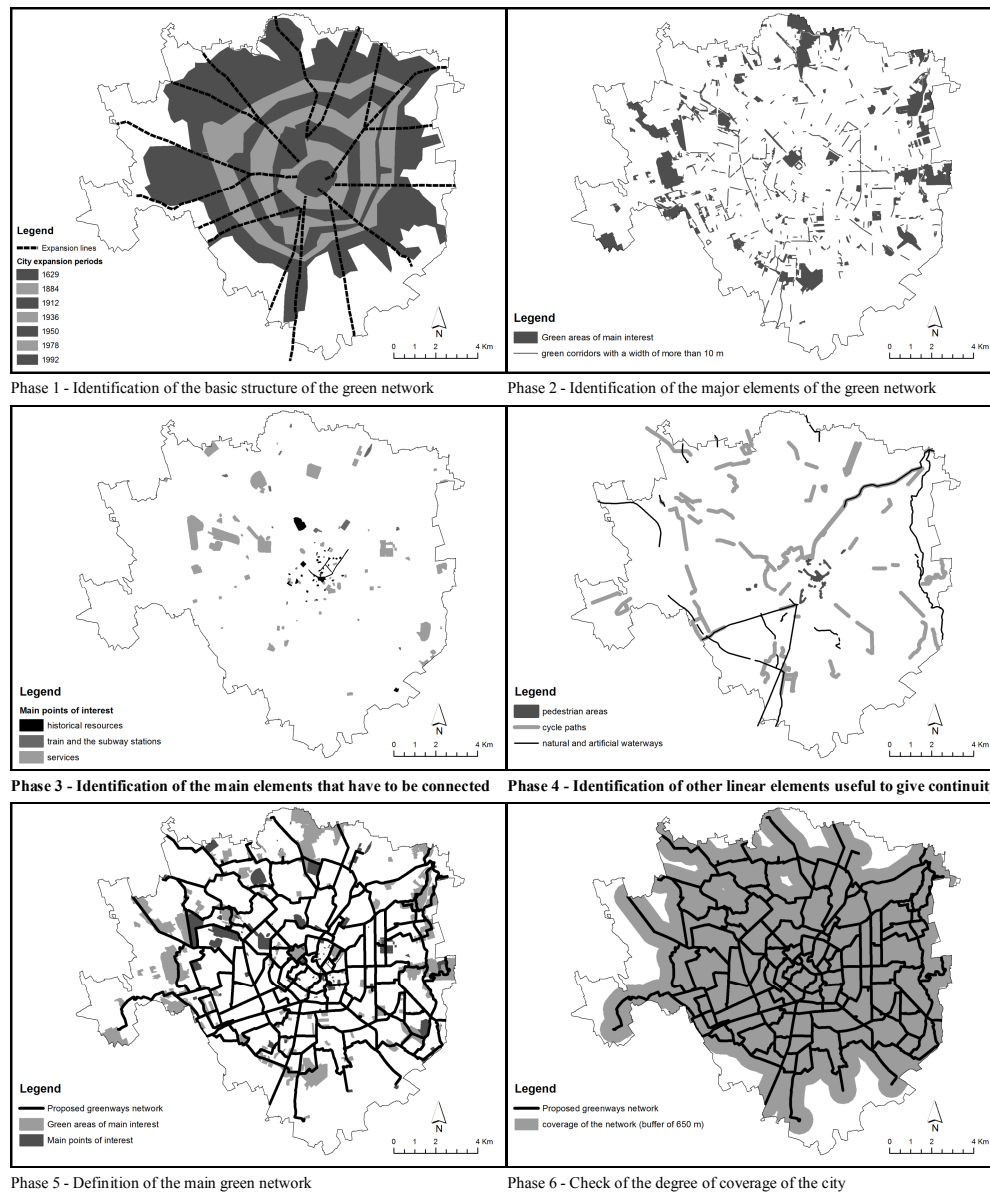 Legend
Expansion lines
City expansion periods
1629
1884
1912
1936
1950
1978
1992
N
0 1 2 4 Km
Phase 1 - Identification of the basic structure of the green network
Legend
Green areas of main interest
green corridors with a width of more than 10 m
N
0 1 2 4 Km
Phase 2 - Identification of the major elements of the green network
Legend
Main points of interest
historical resources
train and the subway stations
services
N
0 1 2 4 Km
Phase 3 - Identification of the main elements that have to be connected
Legend
pedestrian areas
cycle paths
natural and artificial waterways
N
0 1 2 4 Km
Phase 4 - Identification of other linear elements useful to give continuit
Legend
Proposed greenways network
Green areas of main interest
Main points of interest
N
0 1 2 4 Km
Phase 5 - Definition of the main green network
Legend
Proposed greenways network
coverage of the network (buffer of 650 m)
N
0 1 2 4 Km
Phase 6 - Check of the degree of coverage of the city